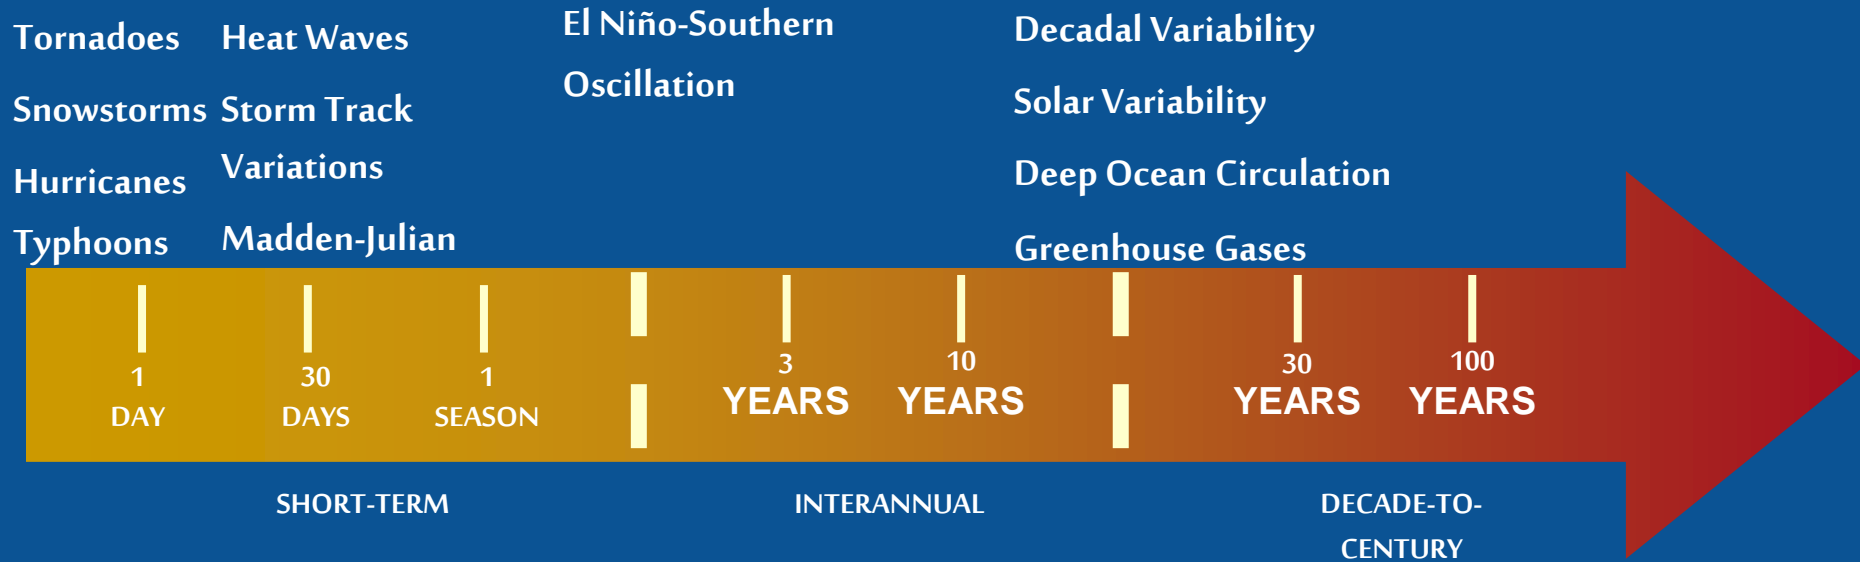 Tornadoes
Snowstorms
Hurricanes
Typhoons
Heat Waves
Storm Track
Variations
Madden-Julian
El Niño-Southern
Oscillation
Decadal Variability
Solar Variability
Deep Ocean Circulation
Greenhouse Gases
1
DAY
30
DAYS
1
SEASON
3
YEARS
10
YEARS
30
YEARS
100
YEARS
SHORT-TERM
INTERANNUAL
DECADE-TO-
CENTURY